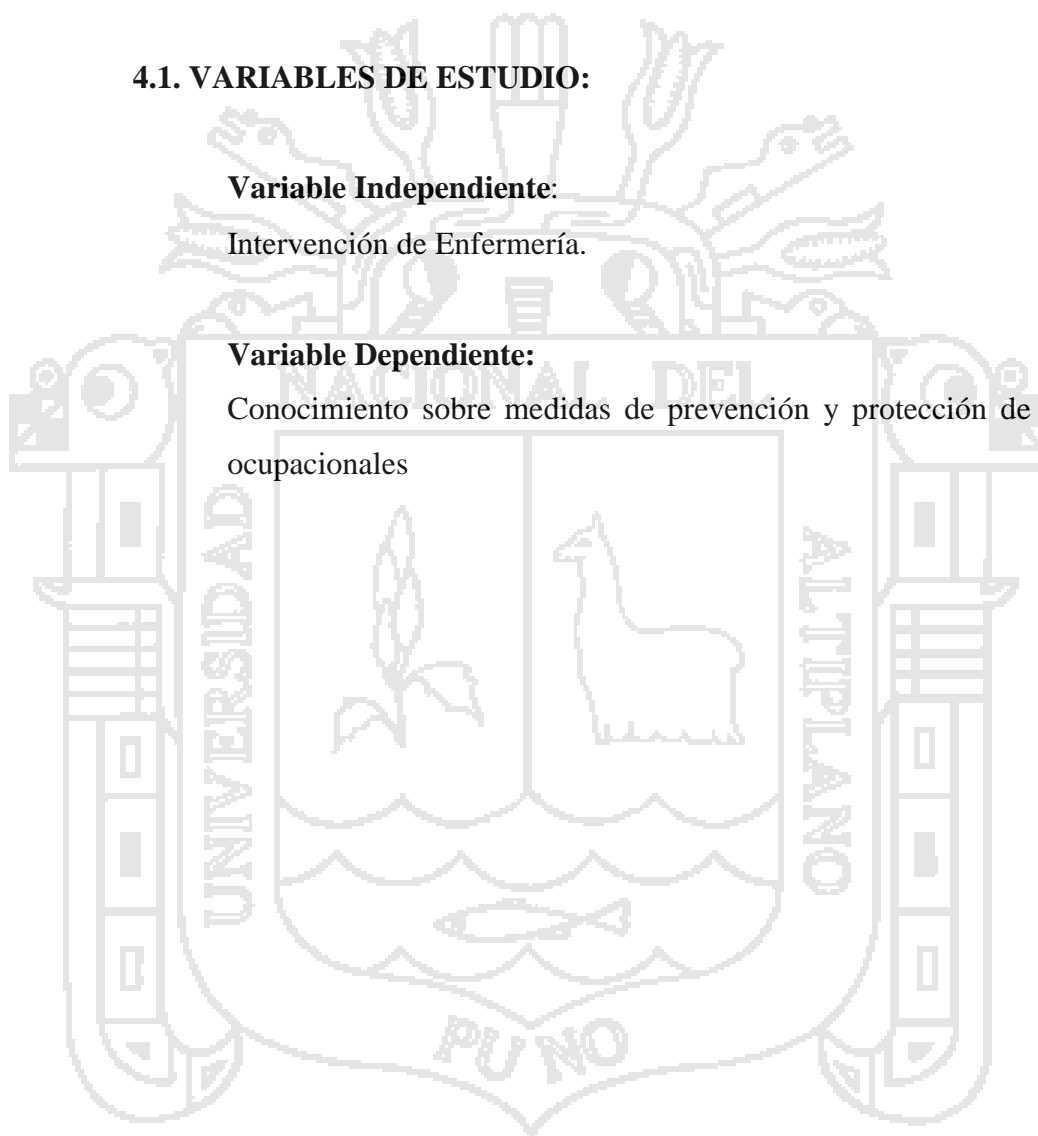 4.1. VARIABLES DE ESTUDIO:
Variable Independiente:
Intervención de Enfermería.
Variable Dependiente:
NACIONAL DEL
Conocimiento sobre medidas de prevención y protección de
ocupacionales
UNIVERSIDAD
ALTIPLANO
PUNO